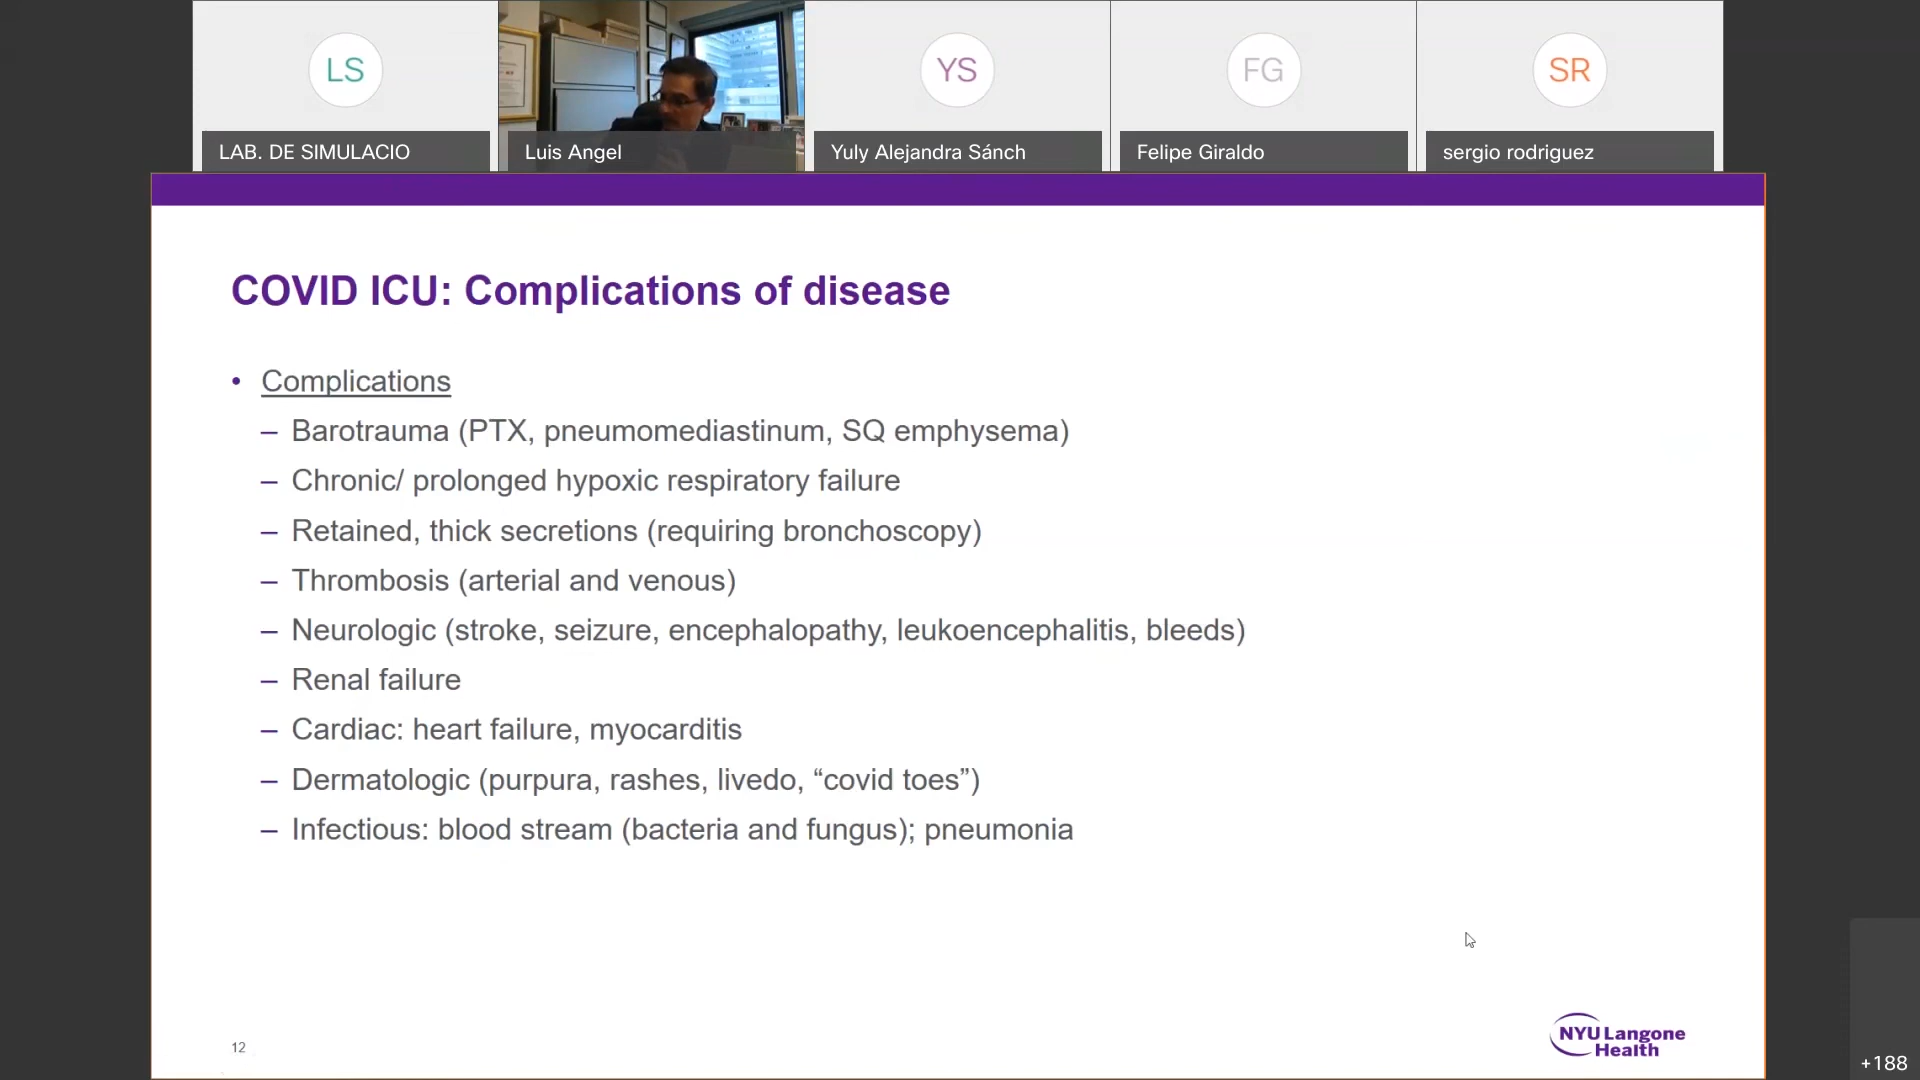 LS
YS
FG
SR
LAB. DE SIMULACIO
Luis Angel
Yuly Alejandra Sánch
Felipe Giraldo
sergio rodriguez
COVID ICU: Complications of disease
• Complications
– Barotrauma (PTX, pneumomediastinum, SQ emphysema)
– Chronic/ prolonged hypoxic respiratory failure
– Retained, thick secretions (requiring bronchoscopy)
– Thrombosis (arterial and venous)
– Neurologic (stroke, seizure, encephalopathy, leukoencephalitis, bleeds)
– Renal failure
– Cardiac: heart failure, myocarditis
– Dermatologic (purpura, rashes, livedo, “covid toes”)
– Infectious: blood stream (bacteria and fungus); pneumonia
12
NYU Langone
Health
+188